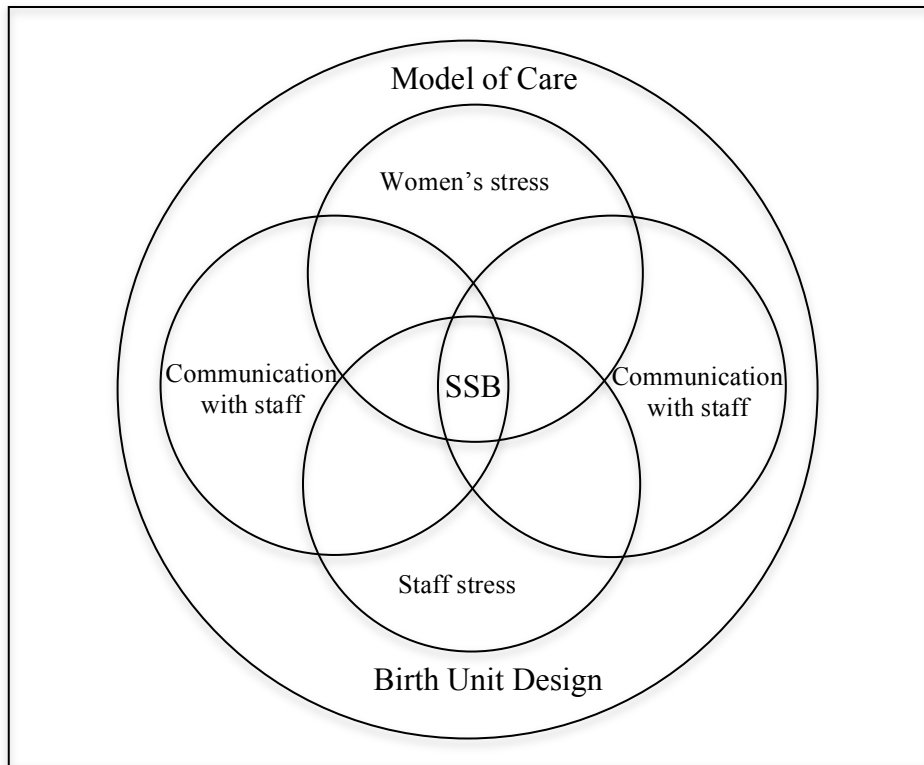 Model of Care
Women’s stress
Communication
with staff
SSB
Communication
with staff
Staff stress
Birth Unit Design